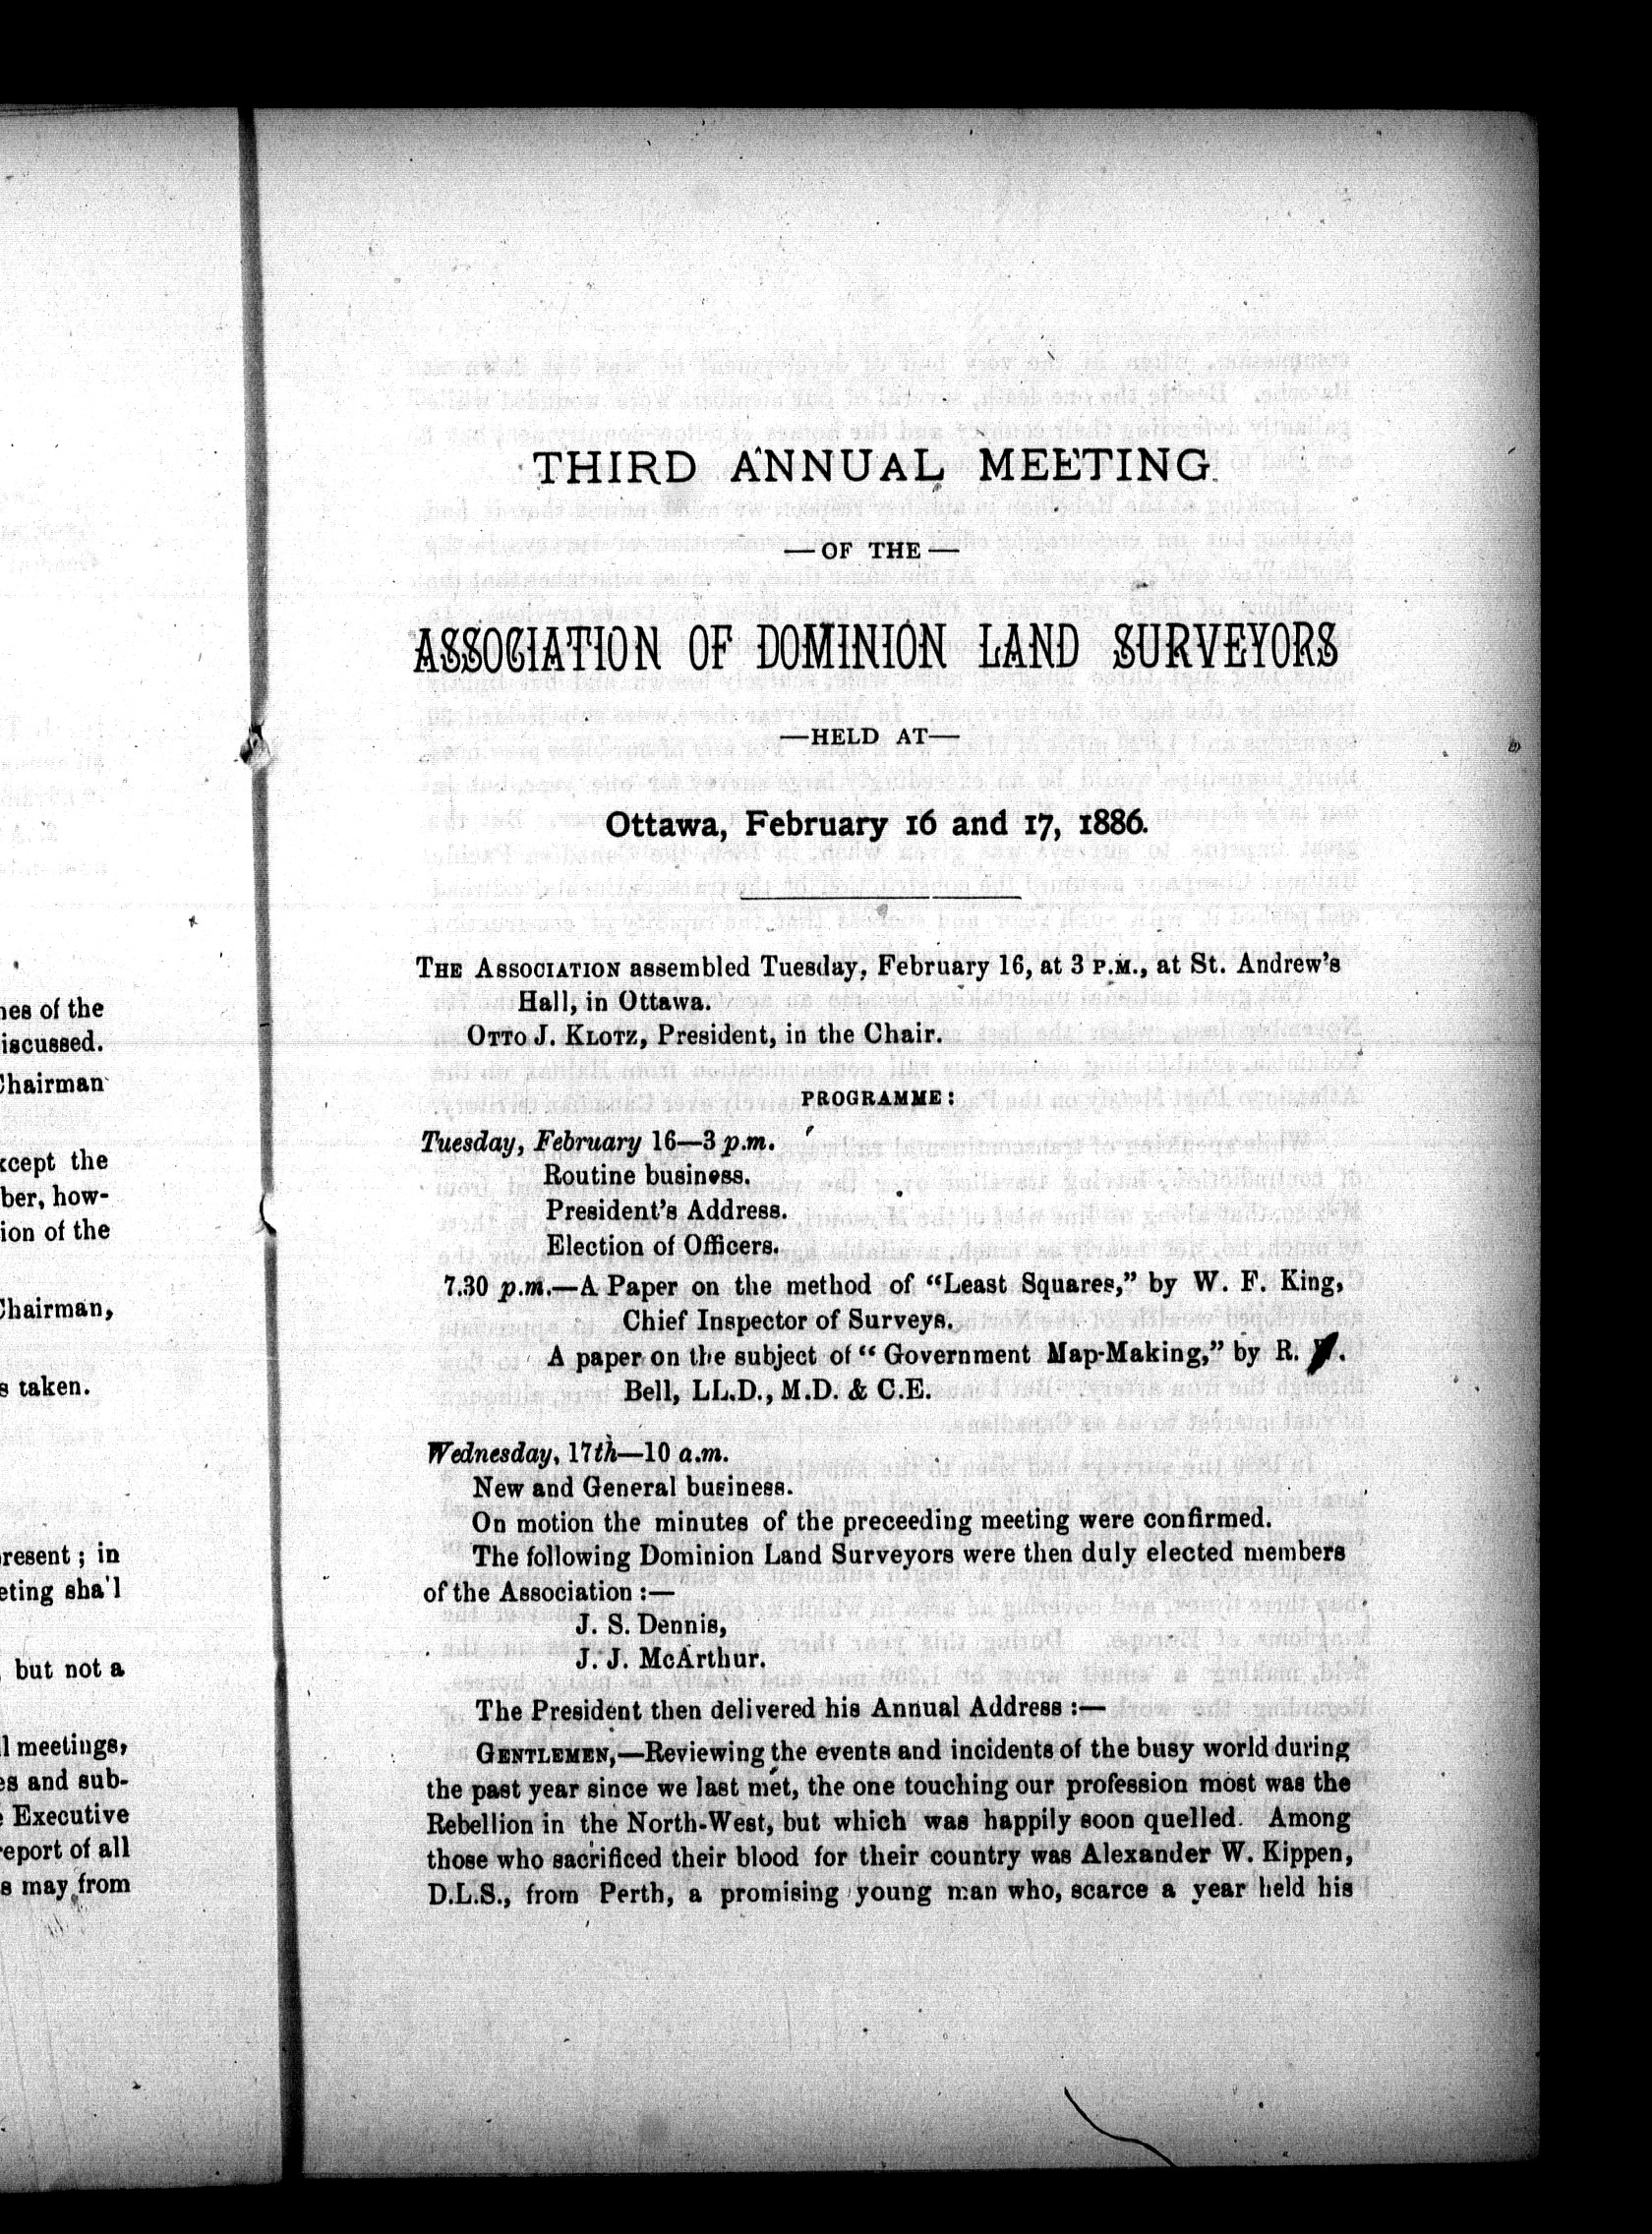 nes of the
iscussed.
Chairman
xcept the
ber, how-
ion of the
Chairman,
s taken.
resent ; in
eting sha'l
but not a
l meetings,
es and sub-
Executive
report of all
s may from
THIRD ANNUAL MEETING
— OF THE —
ASSOCIATION OF DOMINION LAND SURVEYORS
—HELD AT—
Ottawa, February 16 and 17, 1886.
THE ASSOCIATION assembled Tuesday, February 16, at 3 P.M., at St. Andrew's
Hall, in Ottawa.
OTTO J. KLOTZ, President, in the Chair.
PROGRAMME:
Tuesday, February 16—3 p.m.
Routine business.
President's Address.
Election of Officers.
7.30 p.m.—A Paper on the method of "Least Squares," by W. F. King,
Chief Inspector of Surveys.
A paper on the subject of " Government Map-Making," by R.
Bell, LL.D., M.D. & C.E.
Wednesday, 17th—10 a.m.
New and General business.
On motion the minutes of the preceeding meeting were confirmed.
The following Dominion Land Surveyors were then duly elected members
of the Association :—
J. S. Dennis,
J. J. McArthur.
The President then delivered his Annual Address :—
GENTLEMEN,—Reviewing the events and incidents of the busy world during
the past year since we last met, the one touching our profession most was the
Rebellion in the North-West, but which was happily soon quelled. Among
those who sacrificed their blood for their country was Alexander W. Kippen,
D.L.S., from Perth, a promising young man who, scarce a year held his